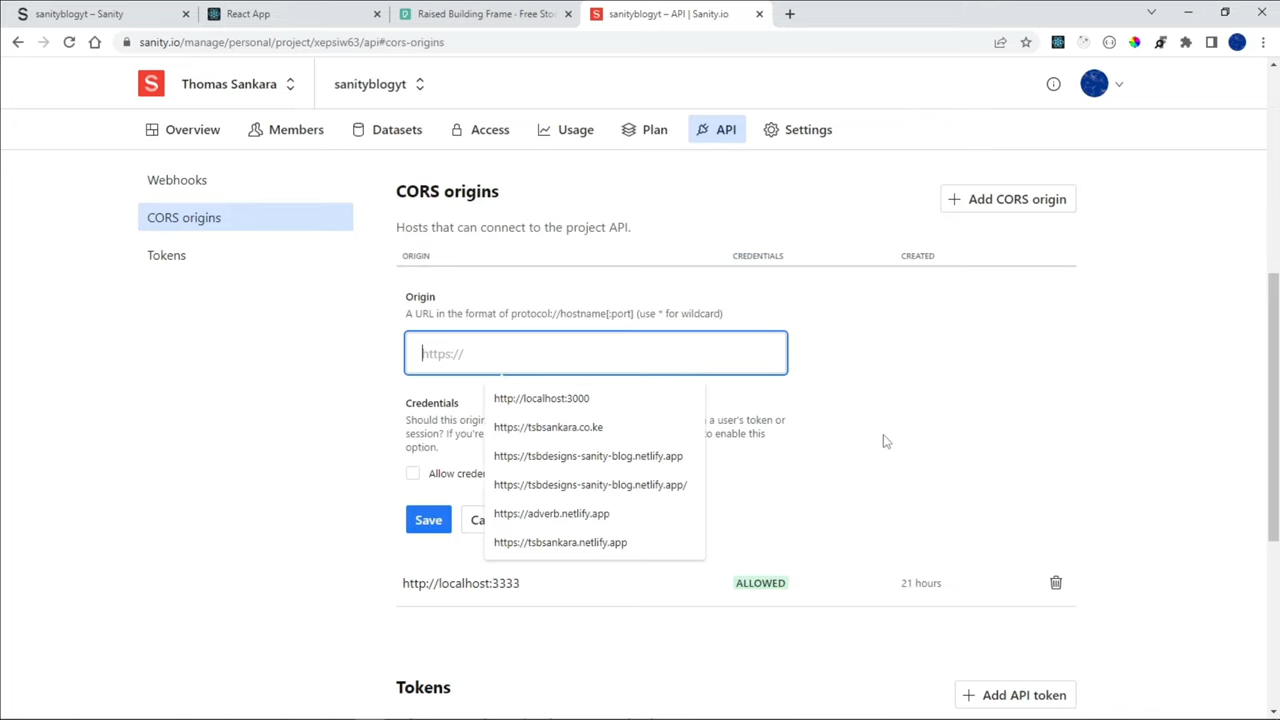 sanityblogyt – Sanity
React App
Raised Building Frame · Free Sto
sanityblogyt – API | Sanity.io
sanity.io/manage/personal/project/xepsiw63/api#cors-origins
S
Thomas Sankara
sanityblogyt
Overview
Members
Datasets
Access
Usage
Plan
API
Settings
Webhooks
CORS origins
Tokens
CORS origins
Add CORS origin
Hosts that can connect to the project API.
ORIGIN
CREDENTIALS
CREATED
Origin
A URL in the format of protocol://hostname[:port] (use * for wildcard)
https://
http://localhost:3000
https://tsbsankara.co.ke
https://tsbdesigns-sanity-blog.netlify.app
https://tsbdesigns-sanity-blog.netlify.app/
https://adverb.netlify.app
https://tsbsankara.netlify.app
Credentials
Should this origin a user's token or
session? If you're to enable this
option.
Allow
Save
http://localhost:3333
ALLOWED
21 hours
Tokens
Add API token